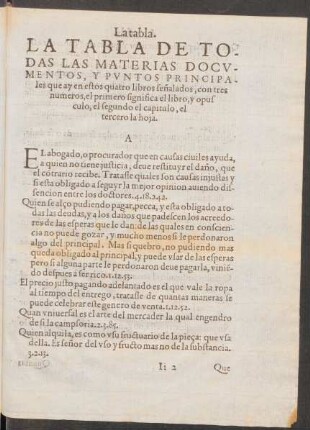 La tabla.
LA TABLA DE TO-
DAS LAS MATERIAS DOCV-
MENTOS, Y PVNTOS PRINCIPA-
les que ay en estos quatro libros señalados, con tres
numeros, el primero significa el libro, y opus
culo, el segundo el capitulo, el
tercero la hoja.
A
EL abogado, o procurador que en causas ciuiles ayuda,
a quien no tiene justicia, deue restituyr el daño, que
el cōtrario recibe. Tratasse quales son causas injustas y
si esta obligado a seguyr la mejor opinion auiendo dis-
sencion entre los doctores. 4.18.242.
Quien se alço pudiendo pagar, pecca, y esta obligado a to-
das las deudas, y a los daños que padescen los acreedo-
res de las esperas que le dan: de las quales en conscien-
cia no puede gozar, y mucho menos si le perdonaron
algo del principal. Mas si quebro, no pudiendo mas
queda obligado al principal, y puede vsar de las esperas
pero si alguna parte le perdonaron deue pagarla, vinié-
do despues a serrico. 1.12.53.
El precio justo pagando adelantado es el que vale la ropa
al tiempo del entrego, tratasse de quantas maneras se
puede celebrar este genero de venta. 1.12.52.
Quan vniuersal es el arte del mercader la qual engendro
de si la campsoria. 2.5.85.
Quien alquila, es como vsu fructuario de la pieça: que vsa
della. Es señor del vso y fructo mas no de la substancia.
3.2.13.
Ii 2 Que